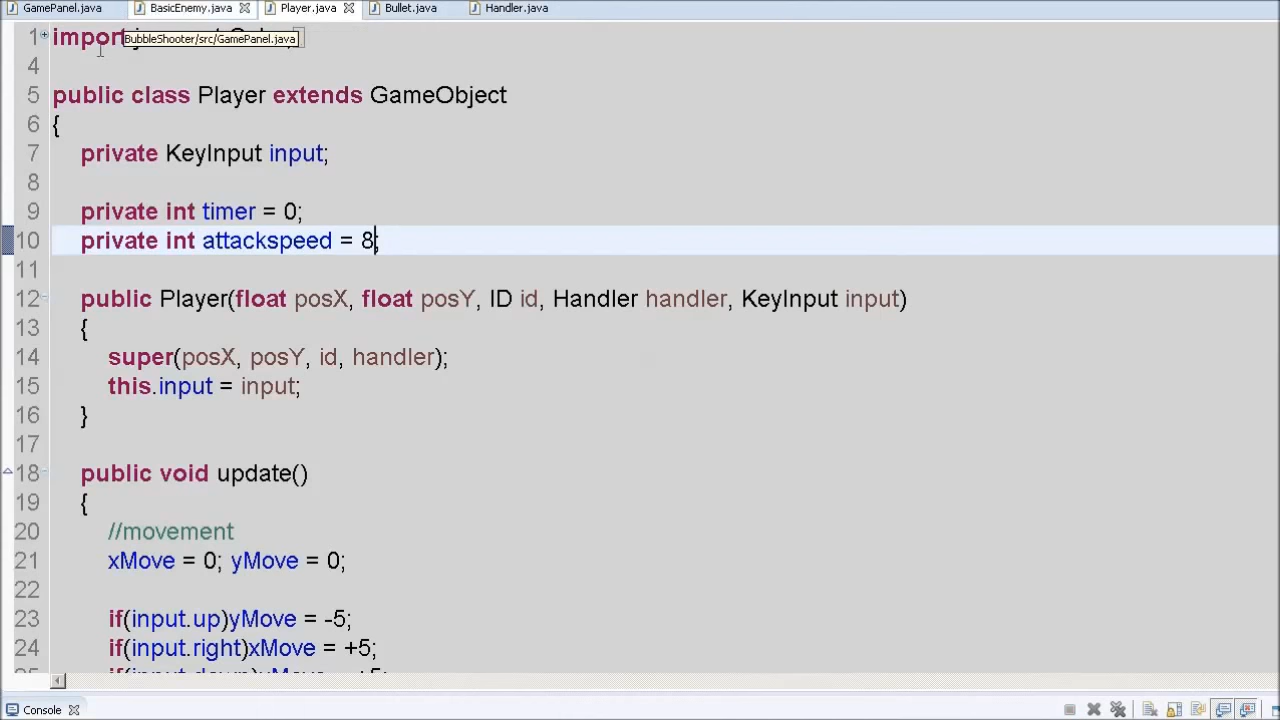 GamePanel.java BasicEnemy.java Player.java Bullet.java Handler.java
1 import
BubbleShooter/src/GamePanel.java
4
5 public class Player extends GameObject
6 {
7 private KeyInput input;
8
9 private int timer = 0;
10 private int attackspeed = 8;
11
12 public Player(float posX, float posY, ID id, Handler handler, KeyInput input)
13 {
14 super(posX, posY, id, handler);
15 this.input = input;
16 }
17
18 public void update()
19 {
20 //movement
21 xMove = 0; yMove = 0;
22
23 if(input.up)yMove = -5;
24 if(input.right)xMove = +5;
Console